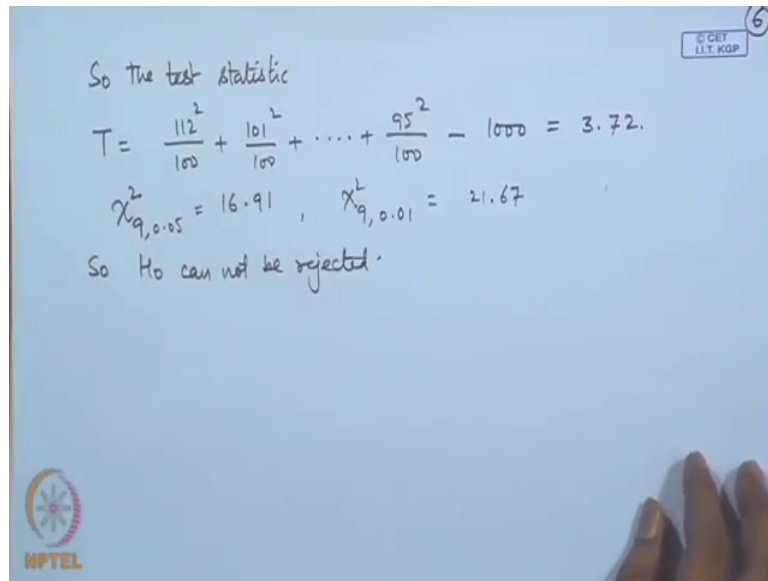 6
© CET
I.I.T. KGP
So the test statistic
T = 112²/100 + 101²/100 + ···· + 95²/100 - 1000 = 3.72.
χ²9,0.05 = 16.91 , χ²9,0.01 = 21.67
So Ho can not be rejected.
NPTEL